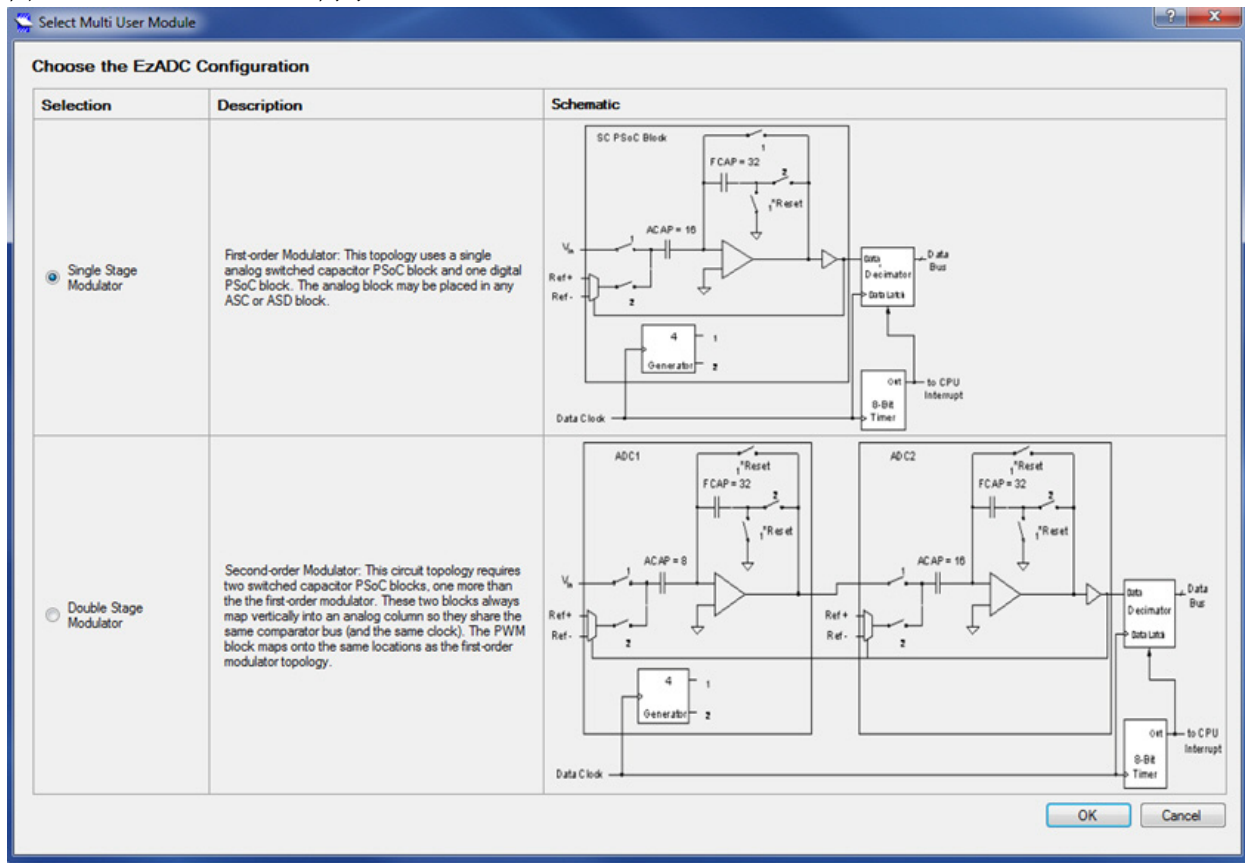 Select Multi User Module
Choose the EzADC Configuration
Selection
Description
Schematic
Single Stage
Modulator
First-order Modulator: This topology uses a single
analog switched capacitor PSoC block and one digital
PSoC block. The analog block may be placed in any
ASC or ASD block.
SC PSoC Block
1
FCAP = 32
2
1*Reset
ACAP = 16
Vin
1
Ref+
Ref-
2
Data
Decimator
Data Latch
Data
Bus
4
1
Generator
2
Out
to CPU
Interrupt
8-Bit
Timer
Data Clock
Double Stage
Modulator
Second-order Modulator: This circuit topology requires
two switched capacitor PSoC blocks, one more than
the the first-order modulator. These two blocks always
map vertically into an analog column so they share the
same comparator bus (and the same clock). The PWM
block maps onto the same locations as the first-order
modulator topology.
ADC1
1*Reset
FCAP = 32
2
1*Reset
ACAP = 8
Vin
1
Ref+
Ref-
2
4
1
Generator
2
ADC2
1*Reset
FCAP = 32
2
1*Reset
ACAP = 16
1
Ref+
Ref-
2
Data
Decimator
Data Latch
Data
Bus
Out
to CPU
Interrupt
8-Bit
Timer
Data Clock
OK
Cancel